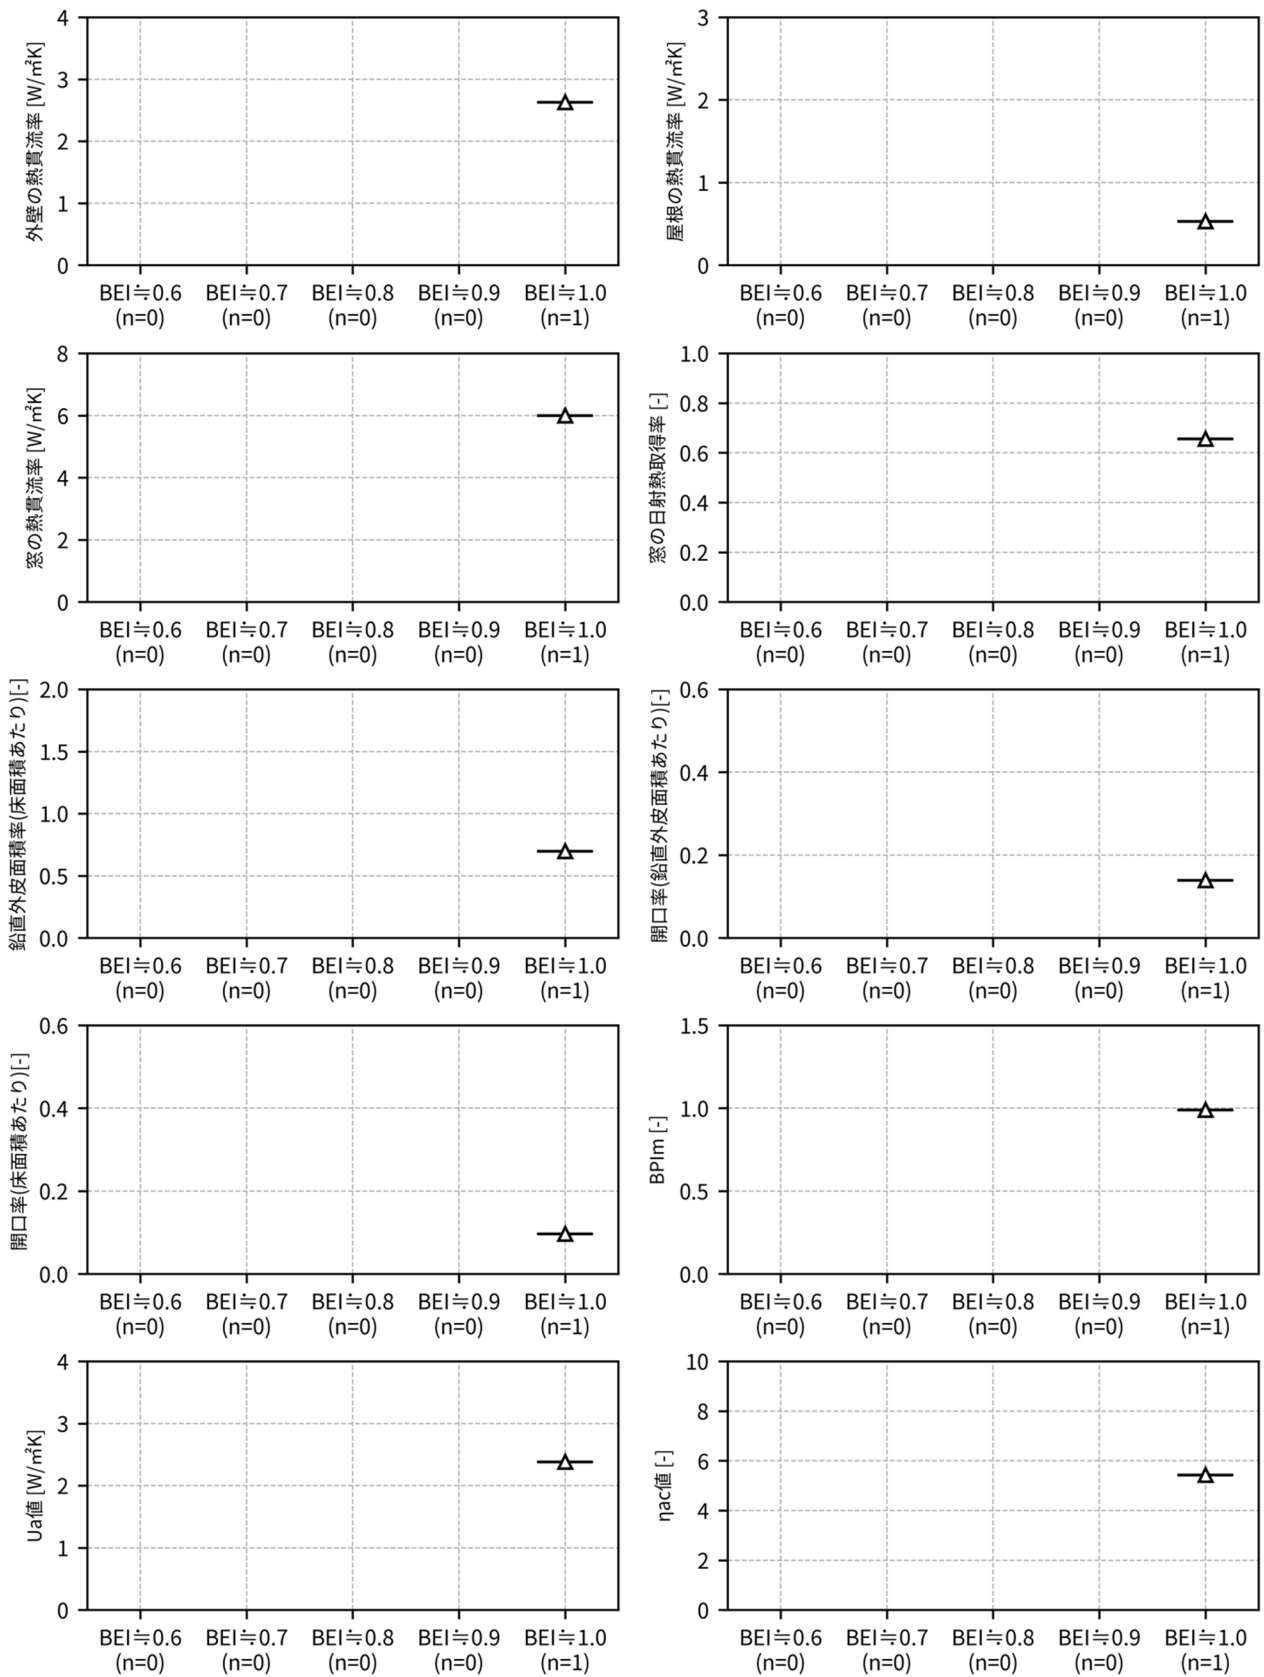 外壁の熱貫流率 [W/㎡K]
4
3
2
1
0
BEI≒0.6 BEI≒0.7 BEI≒0.8 BEI≒0.9 BEI≒1.0
(n=0) (n=0) (n=0) (n=0) (n=1)
屋根の熱貫流率 [W/㎡K]
3
2
1
0
BEI≒0.6 BEI≒0.7 BEI≒0.8 BEI≒0.9 BEI≒1.0
(n=0) (n=0) (n=0) (n=0) (n=1)
窓の熱貫流率 [W/㎡K]
8
6
4
2
0
BEI≒0.6 BEI≒0.7 BEI≒0.8 BEI≒0.9 BEI≒1.0
(n=0) (n=0) (n=0) (n=0) (n=1)
窓の日射熱取得率 [-]
1.0
0.8
0.6
0.4
0.2
0.0
BEI≒0.6 BEI≒0.7 BEI≒0.8 BEI≒0.9 BEI≒1.0
(n=0) (n=0) (n=0) (n=0) (n=1)
鉛直外皮面積率(床面積あたり)[-]
2.0
1.5
1.0
0.5
0.0
BEI≒0.6 BEI≒0.7 BEI≒0.8 BEI≒0.9 BEI≒1.0
(n=0) (n=0) (n=0) (n=0) (n=1)
開口率(鉛直外皮面積あたり)[-]
0.6
0.4
0.2
0.0
BEI≒0.6 BEI≒0.7 BEI≒0.8 BEI≒0.9 BEI≒1.0
(n=0) (n=0) (n=0) (n=0) (n=1)
開口率(床面積あたり)[-]
0.6
0.4
0.2
0.0
BEI≒0.6 BEI≒0.7 BEI≒0.8 BEI≒0.9 BEI≒1.0
(n=0) (n=0) (n=0) (n=0) (n=1)
BPIm [-]
1.5
1.0
0.5
0.0
BEI≒0.6 BEI≒0.7 BEI≒0.8 BEI≒0.9 BEI≒1.0
(n=0) (n=0) (n=0) (n=0) (n=1)
Ua値 [W/㎡K]
4
3
2
1
0
BEI≒0.6 BEI≒0.7 BEI≒0.8 BEI≒0.9 BEI≒1.0
(n=0) (n=0) (n=0) (n=0) (n=1)
ηac値 [-]
10
8
6
4
2
0
BEI≒0.6 BEI≒0.7 BEI≒0.8 BEI≒0.9 BEI≒1.0
(n=0) (n=0) (n=0) (n=0) (n=1)